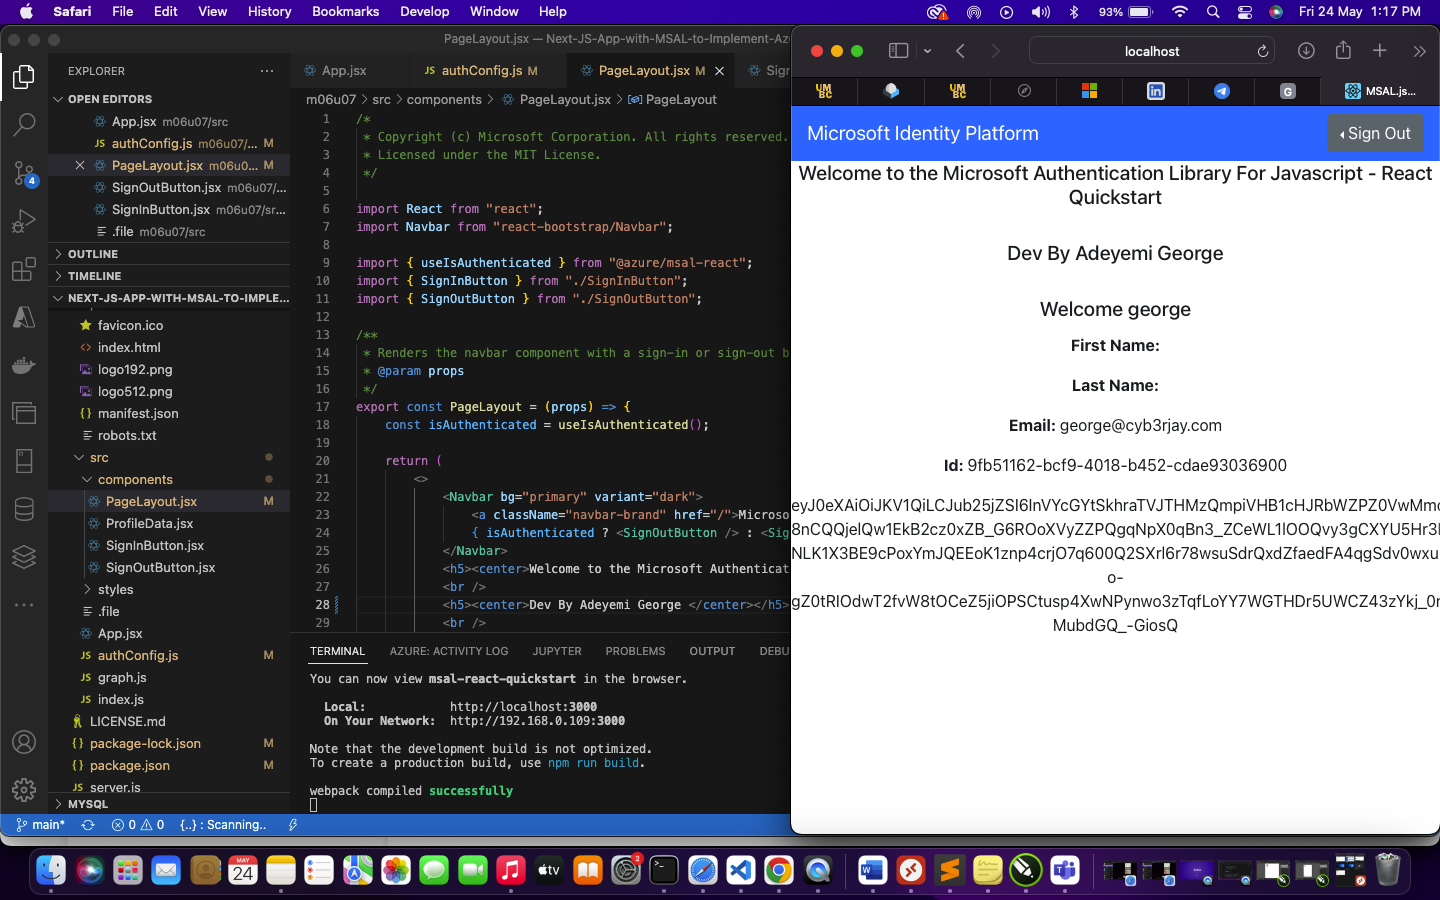 Safari File Edit View History Bookmarks Develop Window Help
93% Fri 24 May 1:17 PM
PageLayout.jsx — Next-JS-App-with-MSAL-to-Implement-Az
EXPLORER
OPEN EDITORS
App.jsx m06u07/src
authConfig.js m06u07/... M
PageLayout.jsx m06u0... M
SignOutButton.jsx m06u07/...
SignInButton.jsx m06u07/sr...
.file m06u07/src
OUTLINE
TIMELINE
NEXT-JS-APP-WITH-MSAL-TO-IMPLE...
favicon.ico
index.html
logo192.png
logo512.png
{} manifest.json
robots.txt
src
components
PageLayout.jsx M
ProfileData.jsx
SignInButton.jsx
SignOutButton.jsx
styles
.file
App.jsx
JS authConfig.js M
JS graph.js
JS index.js
LICENSE.md
{} package-lock.json M
{} package.json M
JS server.js
MYSQL
4
App.jsx
JS authConfig.js M
PageLayout.jsx M
Sign
m06u07 > src > components > PageLayout.jsx > PageLayout
1 /*
2 * Copyright (c) Microsoft Corporation. All rights reserved.
3 * Licensed under the MIT License.
4 */
5
6 import React from "react";
7 import Navbar from "react-bootstrap/Navbar";
8
9 import { useIsAuthenticated } from "@azure/msal-react";
10 import { SignInButton } from "./SignInButton";
11 import { SignOutButton } from "./SignOutButton";
12
13 /**
14 * Renders the navbar component with a sign-in or sign-out b
15 * @param props
16 */
17 export const PageLayout = (props) => {
18 const isAuthenticated = useIsAuthenticated();
19
20 return (
21 <>
22 <Navbar bg="primary" variant="dark">
23 <a className="navbar-brand" href="/">Microso
24 { isAuthenticated ? <SignOutButton /> : <Sig
25 </Navbar>
26 <h5><center>Welcome to the Microsoft Authenticat
27 <br />
28 <h5><center>Dev By Adeyemi George </center></h5>
29 <br />
TERMINAL AZURE: ACTIVITY LOG JUPYTER PROBLEMS OUTPUT DEBU
You can now view msal-react-quickstart in the browser.
Local: http://localhost:3000
On Your Network: http://192.168.0.109:3000
Note that the development build is not optimized.
To create a production build, use npm run build.
webpack compiled successfully
main* 0 0 {..} : Scanning..
localhost
UMBC
UMBC
in
G
MSAL.js...
Microsoft Identity Platform
Sign Out
Welcome to the Microsoft Authentication Library For Javascript - React
Quickstart
Dev By Adeyemi George
Welcome george
First Name:
Last Name:
Email: george@cyb3rjay.com
Id: 9fb51162-bcf9-4018-b452-cdae93036900
o-
MubdGQ_-GiosQ
MAY
24
tv
2